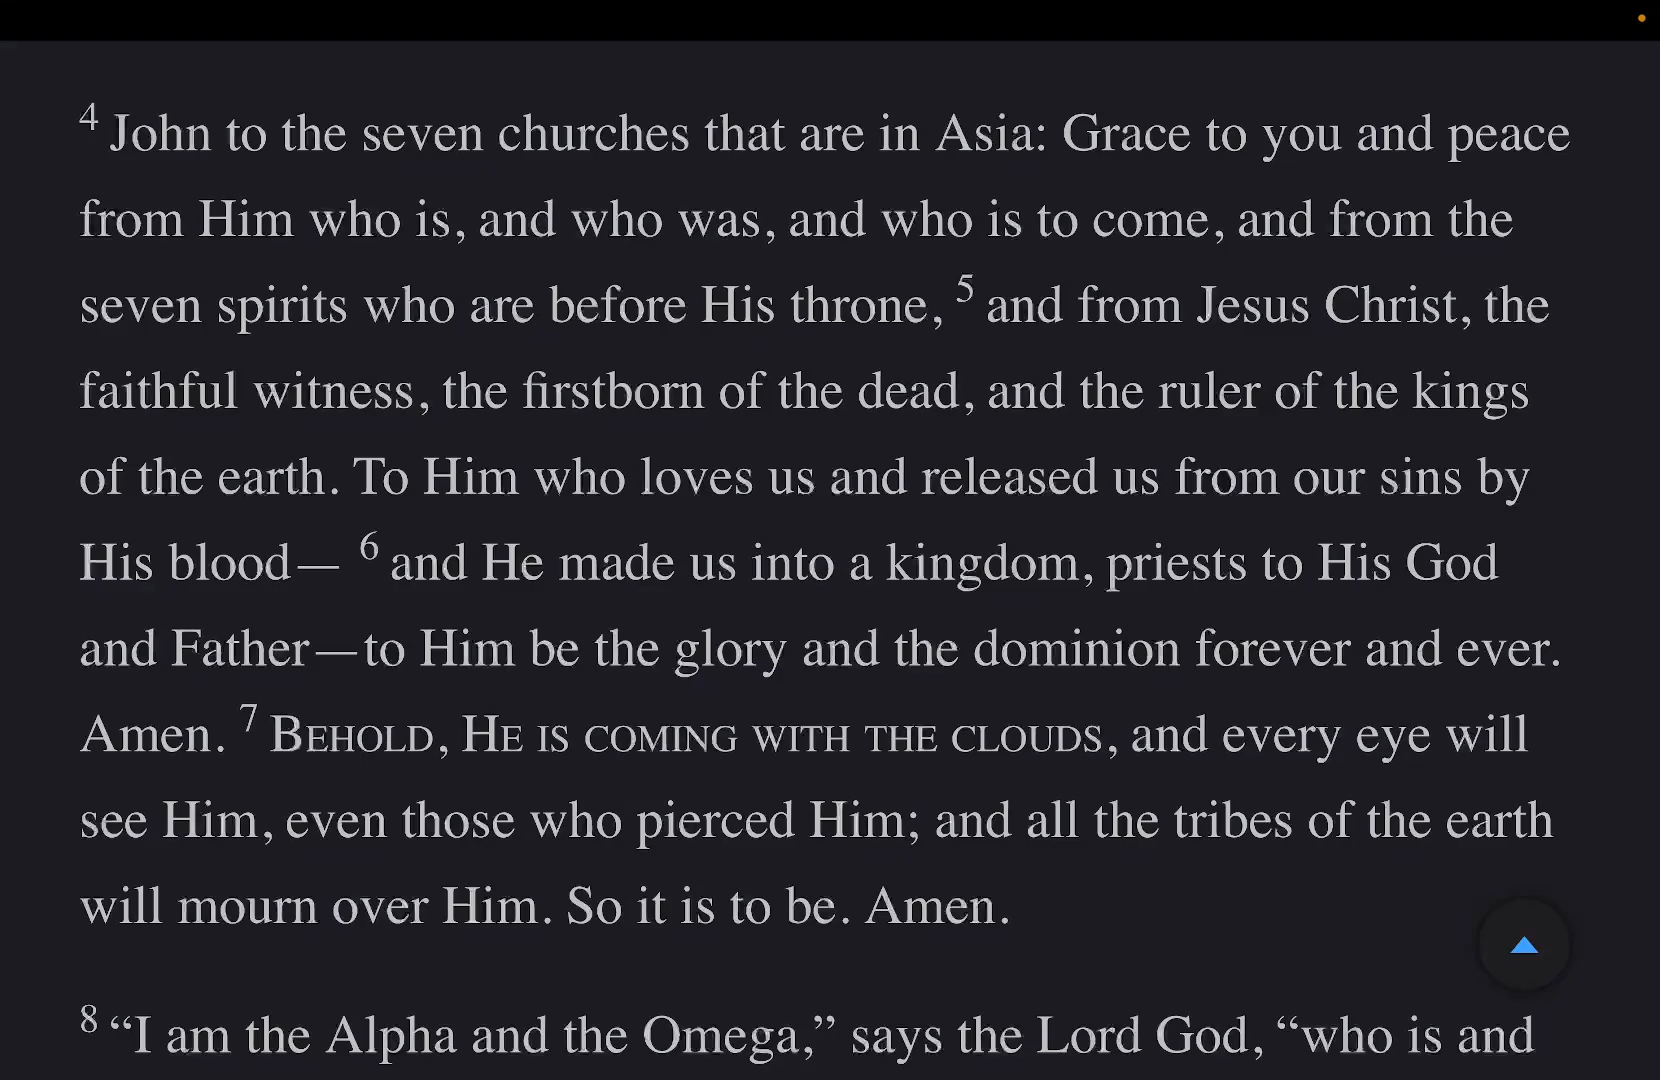 4 John to the seven churches that are in Asia: Grace to you and peace
from Him who is, and who was, and who is to come, and from the
seven spirits who are before His throne, 5 and from Jesus Christ, the
faithful witness, the firstborn of the dead, and the ruler of the kings
of the earth. To Him who loves us and released us from our sins by
His blood— 6 and He made us into a kingdom, priests to His God
and Father—to Him be the glory and the dominion forever and ever.
Amen. 7 BEHOLD, HE IS COMING WITH THE CLOUDS, and every eye will
see Him, even those who pierced Him; and all the tribes of the earth
will mourn over Him. So it is to be. Amen.
8 “I am the Alpha and the Omega,” says the Lord God, “who is and